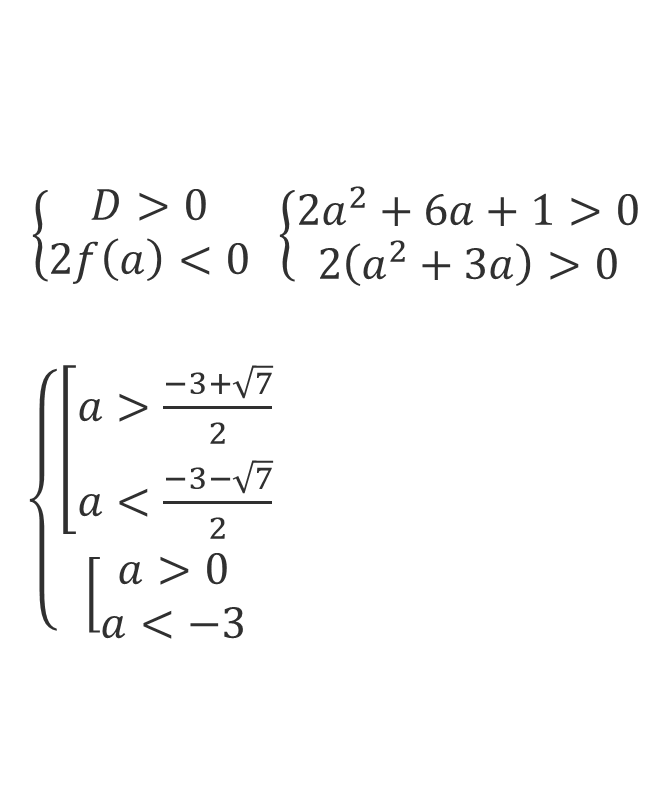 { D > 0 { 2a² + 6a + 1 > 0
2f(a) < 0 2(a² + 3a) > 0
{ [ a > (−3+√7)/2
a < (−3−√7)/2
[ a > 0
a < −3